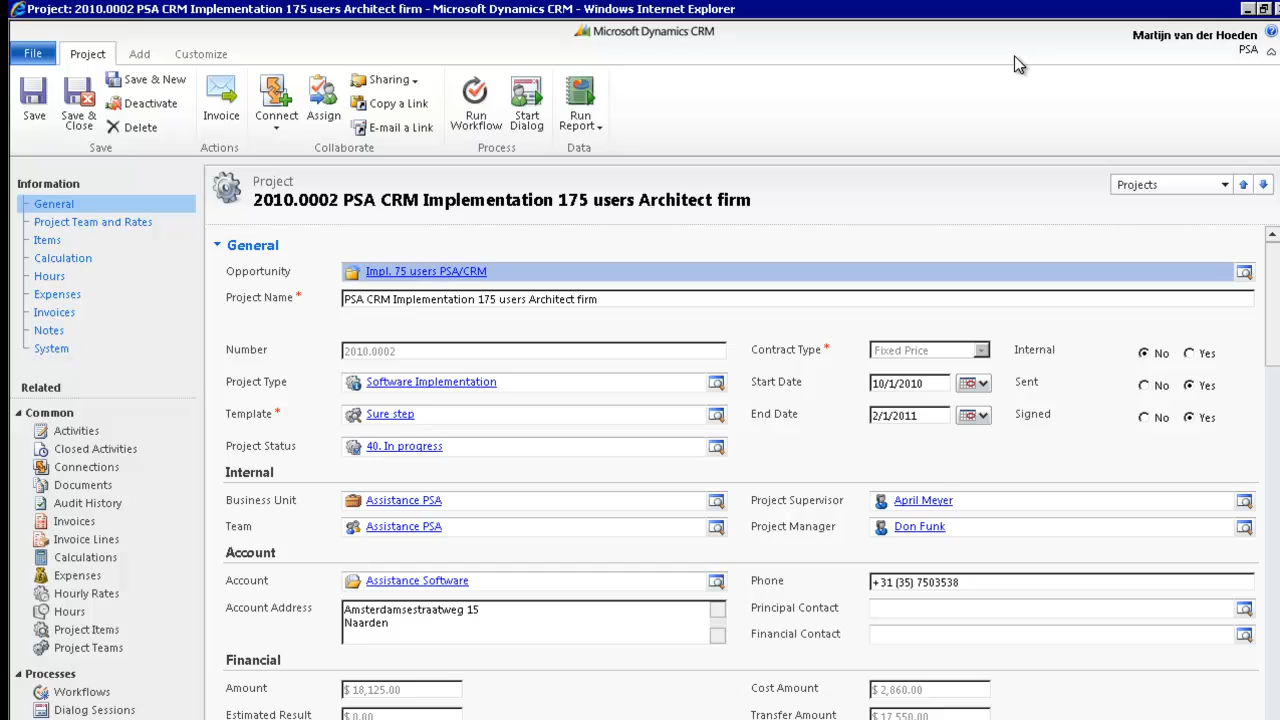 Project: 2010.0002 PSA CRM Implementation 175 users Architect firm - Microsoft Dynamics CRM - Windows Internet Explorer
Microsoft Dynamics CRM
Martijn van der Hoeden
PSA
File Project Add Customize
Save
Save & Close
Save & New
Deactivate
Delete
Invoice
Connect
Assign
Sharing
Copy a Link
E-mail a Link
Run Workflow
Start Dialog
Run Report
Save Actions Collaborate Process Data
Information
General
Project Team and Rates
Items
Calculation
Hours
Expenses
Invoices
Notes
System
Related
Common
Activities
Closed Activities
Connections
Documents
Audit History
Invoices
Invoice Lines
Calculations
Expenses
Hourly Rates
Hours
Project Items
Project Teams
Processes
Workflows
Dialog Sessions
Project
2010.0002 PSA CRM Implementation 175 users Architect firm
Projects
General
Opportunity Impl. 75 users PSA/CRM
Project Name * PSA CRM Implementation 175 users Architect firm
Number 2010.0002 Contract Type * Fixed Price Internal No Yes
Project Type Software Implementation Start Date 10/1/2010 Sent No Yes
Template * Sure step End Date 2/1/2011 Signed No Yes
Project Status 40. In progress
Internal
Business Unit Assistance PSA Project Supervisor April Meyer
Team Assistance PSA Project Manager Don Funk
Account
Account Assistance Software Phone +31 (35) 7503538
Account Address Amsterdamsestraatweg 15 Principal Contact
Naarden
Financial Contact
Financial
Amount $ 18,125.00 Cost Amount $ 2,860.00
Estimated Result $ 0.00 Transfer Amount $ 17,550.00